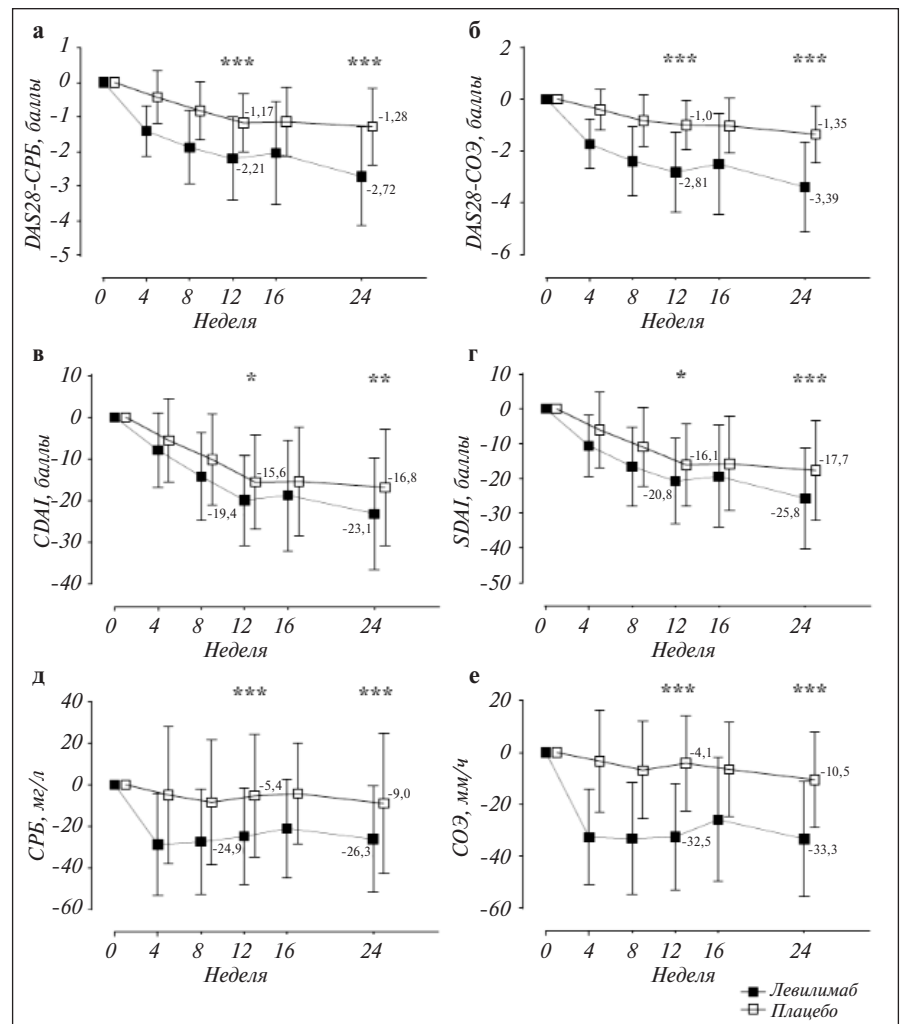 а
1
0
-1
-2
-3
-4
-5
DAS28-СРБ, баллы
***
***
-1,17
-1,28
-2,21
-2,72
0 4 8 12 16 24
Неделя
б
2
0
-2
-4
-6
DAS28-СОЭ, баллы
***
***
-1,0
-1,35
-2,81
-3,39
0 4 8 12 16 24
Неделя
в
10
0
-10
-20
-30
-40
CDAI, баллы
*
**
-15,6
-16,8
-19,4
-23,1
0 4 8 12 16 24
Неделя
г
10
0
-10
-20
-30
-40
-50
SDAI, баллы
*
***
-16,1
-17,7
-20,8
-25,8
0 4 8 12 16 24
Неделя
д
40
20
0
-20
-40
-60
СРБ, мг/л
***
***
-5,4
-9,0
-24,9
-26,3
0 4 8 12 16 24
Неделя
е
20
0
-20
-40
-60
СОЭ, мм/ч
***
***
-4,1
-10,5
-32,5
-33,3
0 4 8 12 16 24
Неделя
Левилимаб
Плацебо